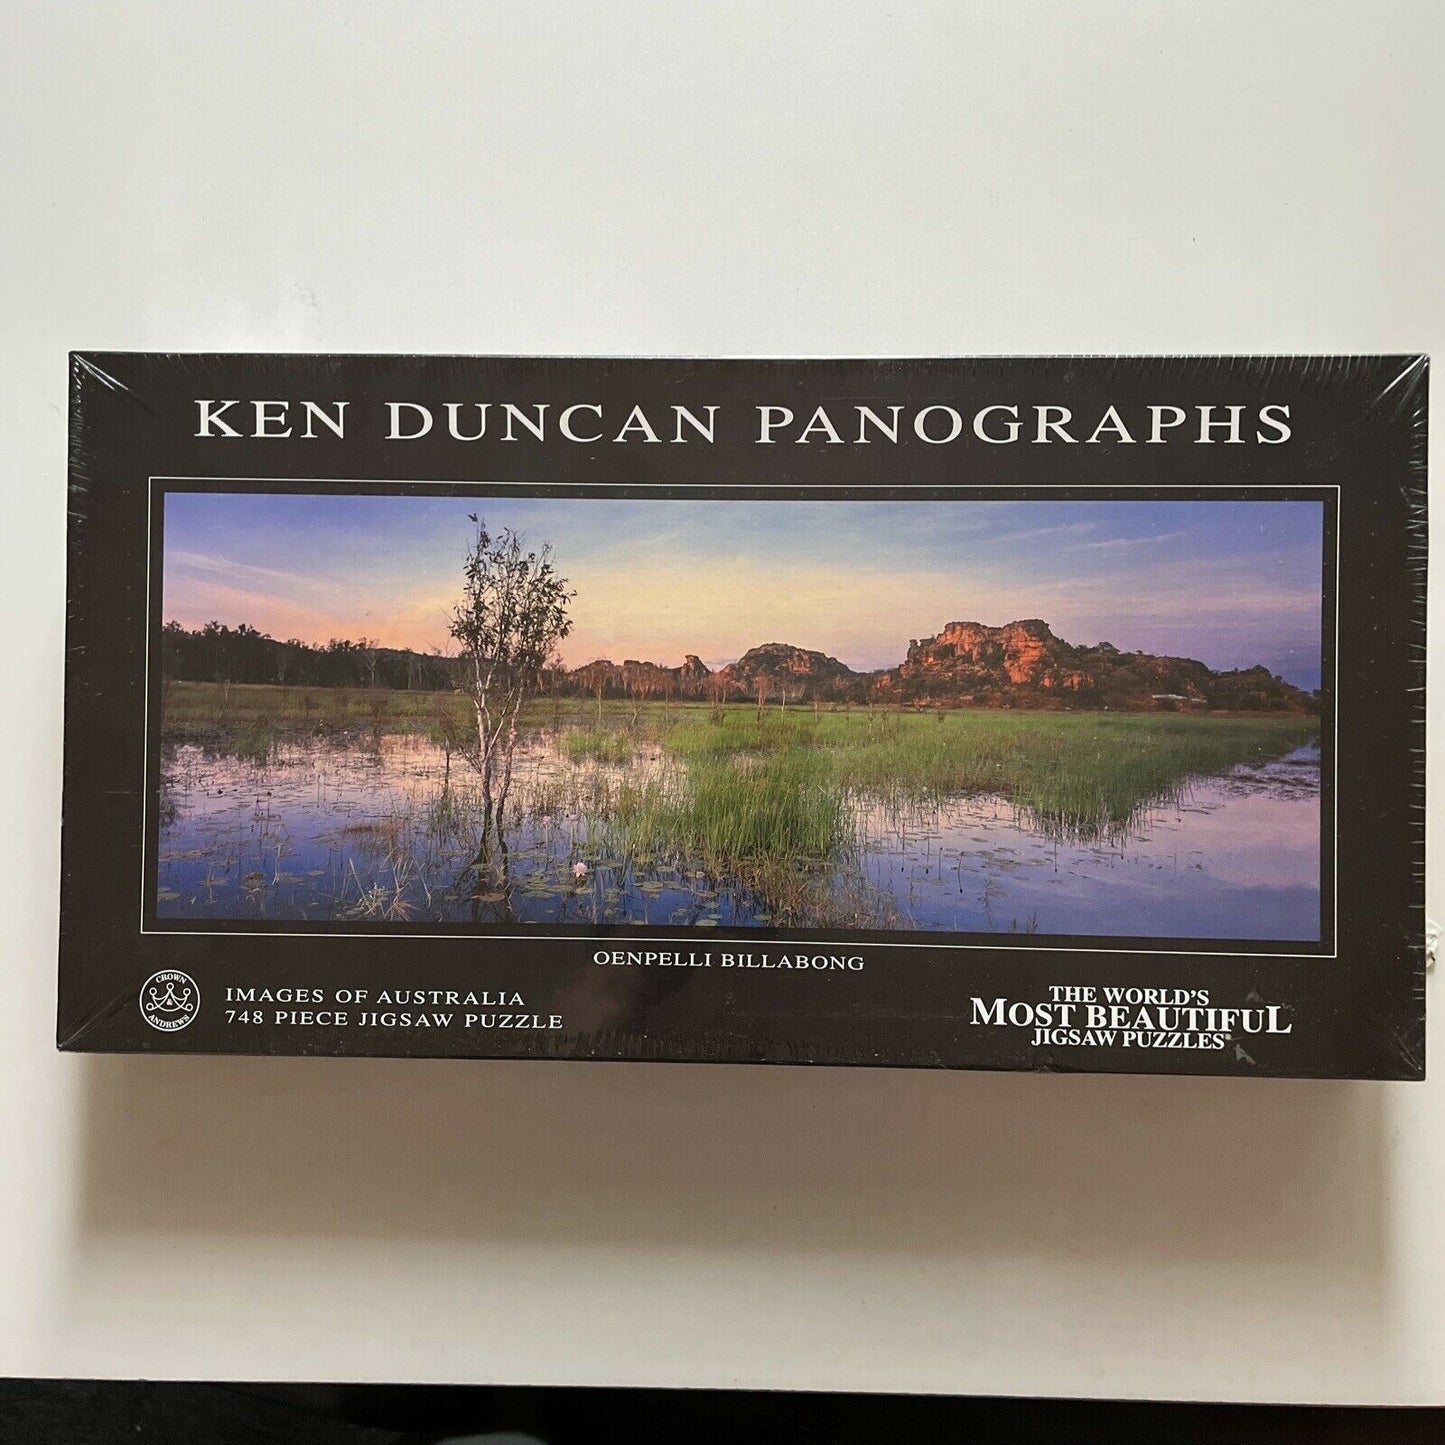 KEN DUNCAN PANOGRAPHS
OENPELLI BILLABONG
CROWN
&
ANDREWS
IMAGES OF AUSTRALIA
748 PIECE JIGSAW PUZZLE
THE WORLD'S
MOST BEAUTIFUL
JIGSAW PUZZLES®